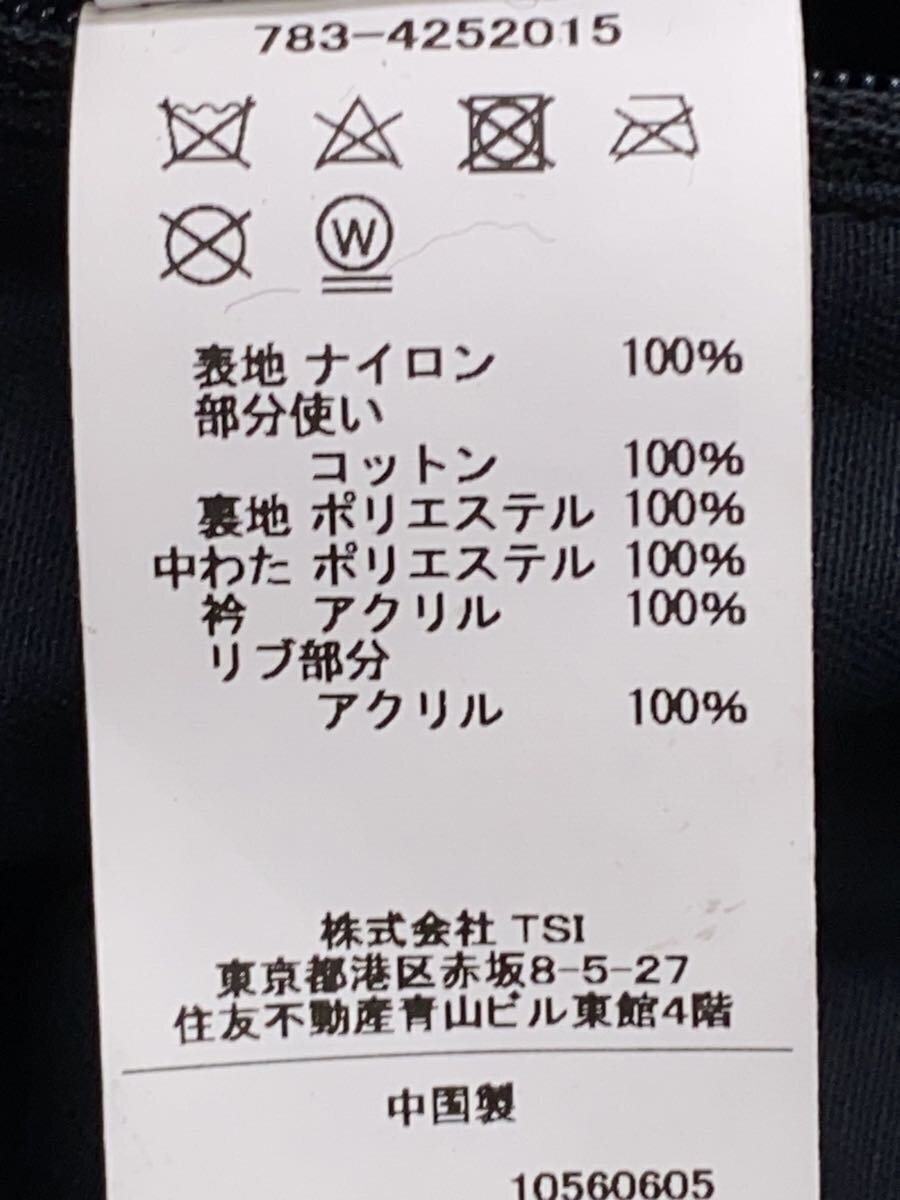 783-4252015
W
表地 ナイロン 100%
部分使い
コットン 100%
裏地 ポリエステル 100%
中わた ポリエステル 100%
衿 アクリル 100%
リブ部分
アクリル 100%
株式会社 TSI
東京都港区赤坂8-5-27
住友不動産青山ビル東館4階
中国製
10560605